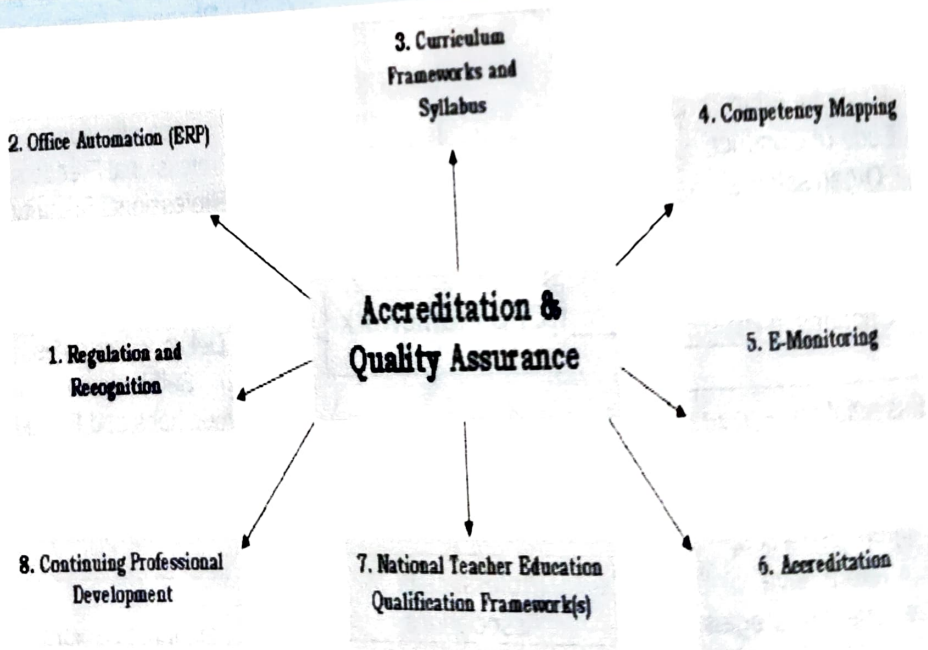 3. Curriculum
Frameworks and
Syllabus
4. Competency Mapping
2. Office Automation (ERP)
Accreditation &
Quality Assurance
1. Regulation and
Recognition
5. E-Monitoring
8. Continuing Professional
Development
7. National Teacher Education
Qualification Framework(s)
6. Accreditation